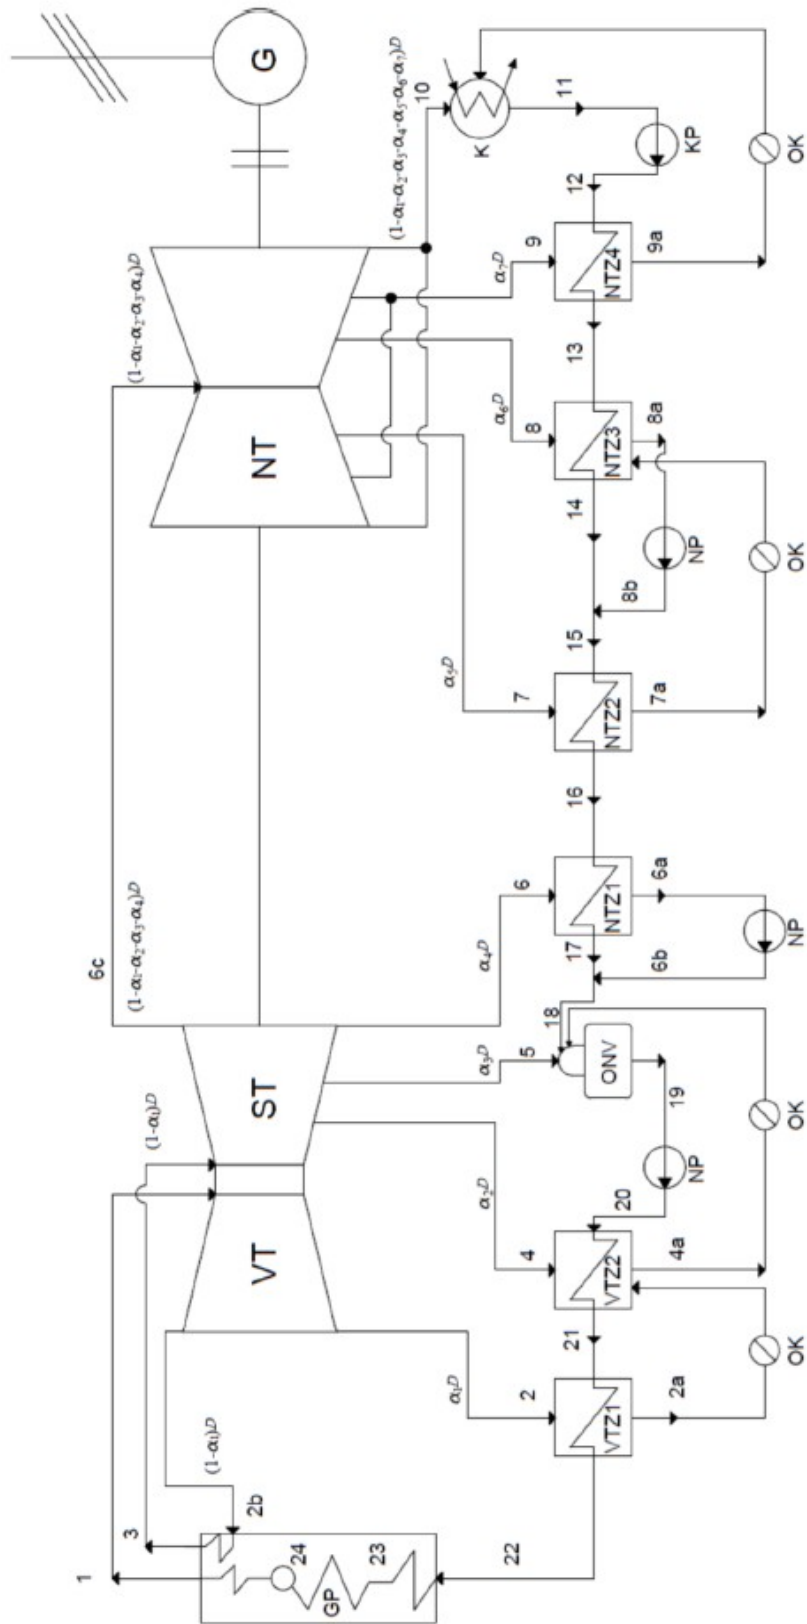 1
6c
3
(1-α₁-α₂-α₃-α₄)D
(1-α₁-α₂-α₃-α₄)D
(1-α₁)D
(1-α₁)D
2b
VT
ST
NT
G
24
GP
23
(1-α₁-α₂-α₃-α₄-α₅-α₆-α₇)D
10
α₁D
α₂D
α₃D
α₄D
α₅D
α₆D
α₇D
K
22
2
4
5
6
7
8
9
11
21
20
18
17
16
15
14
13
12
VTZ1
VTZ2
ONV
NTZ1
NTZ2
NTZ3
NTZ4
KP
2a
4a
19
NP
6b
6a
7a
8b
8a
NP
9a
NP
OK
OK
OK
OK